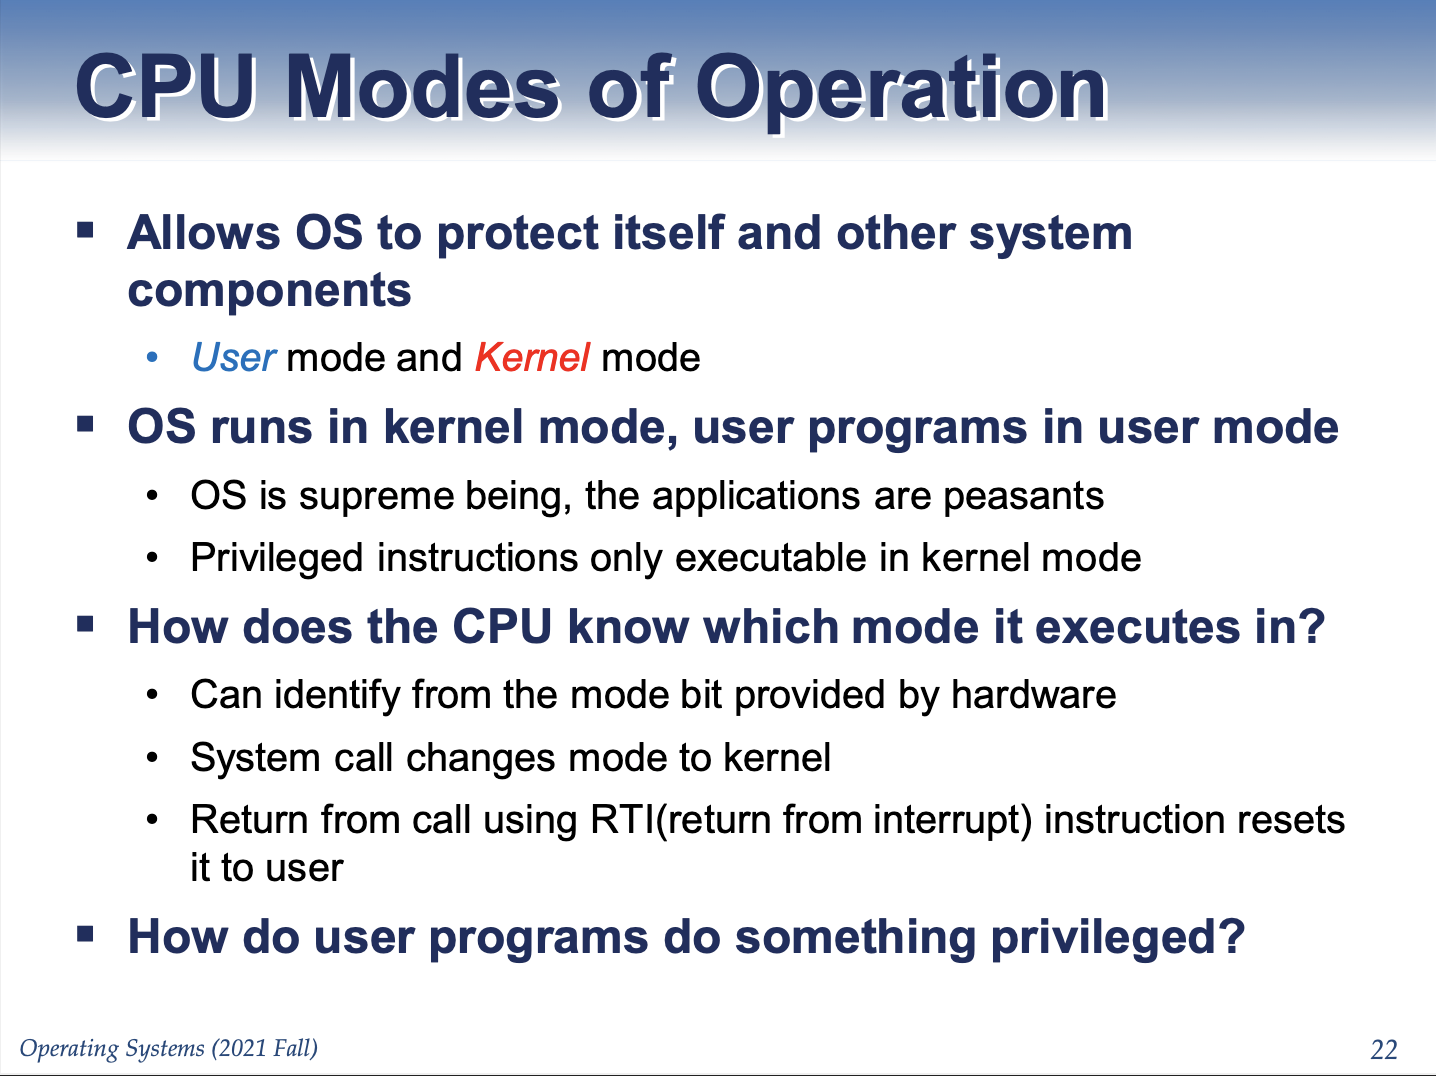 CPU Modes of Operation
▪ Allows OS to protect itself and other system
components
• User mode and Kernel mode
▪ OS runs in kernel mode, user programs in user mode
• OS is supreme being, the applications are peasants
• Privileged instructions only executable in kernel mode
▪ How does the CPU know which mode it executes in?
• Can identify from the mode bit provided by hardware
• System call changes mode to kernel
• Return from call using RTI(return from interrupt) instruction resets
it to user
▪ How do user programs do something privileged?
Operating Systems (2021 Fall)
22